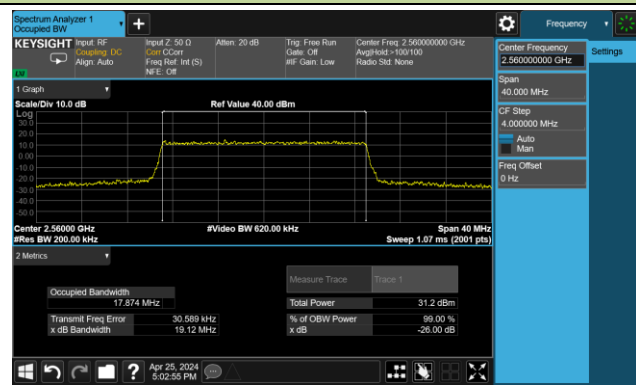 Spectrum Analyzer 1
Occupied BW
+
Frequency
KEYSIGHT
Input: RF
Coupling: DC
Align: Auto
Input Z: 50 Ω
Corr CCorr
Freq Ref: Int (S)
NFE: Off
Atten: 20 dB
Trig: Free Run
Gate: Off
#IF Gain: Low
Center Freq: 2.560000000 GHz
Avg|Hold:>100/100
Radio Std: None
Center Frequency
2.560000000 GHz
Settings
Span
40.000 MHz
CF Step
4.000000 MHz
Auto
Man
Freq Offset
0 Hz
LXI
1 Graph
Scale/Div 10.0 dB
Ref Value 40.00 dBm
Log
30.0
20.0
10.0
0.00
-10.0
-20.0
-30.0
-40.0
-50.0
Center 2.56000 GHz
#Video BW 620.00 kHz
Span 40 MHz
#Res BW 200.00 kHz
Sweep 1.07 ms (2001 pts)
2 Metrics
Measure Trace
Trace 1
Occupied Bandwidth
17.874 MHz
Total Power
31.2 dBm
Transmit Freq Error
30.589 kHz
% of OBW Power
99.00 %
x dB Bandwidth
19.12 MHz
x dB
-26.00 dB
?
Apr 25, 2024
5:02:55 PM